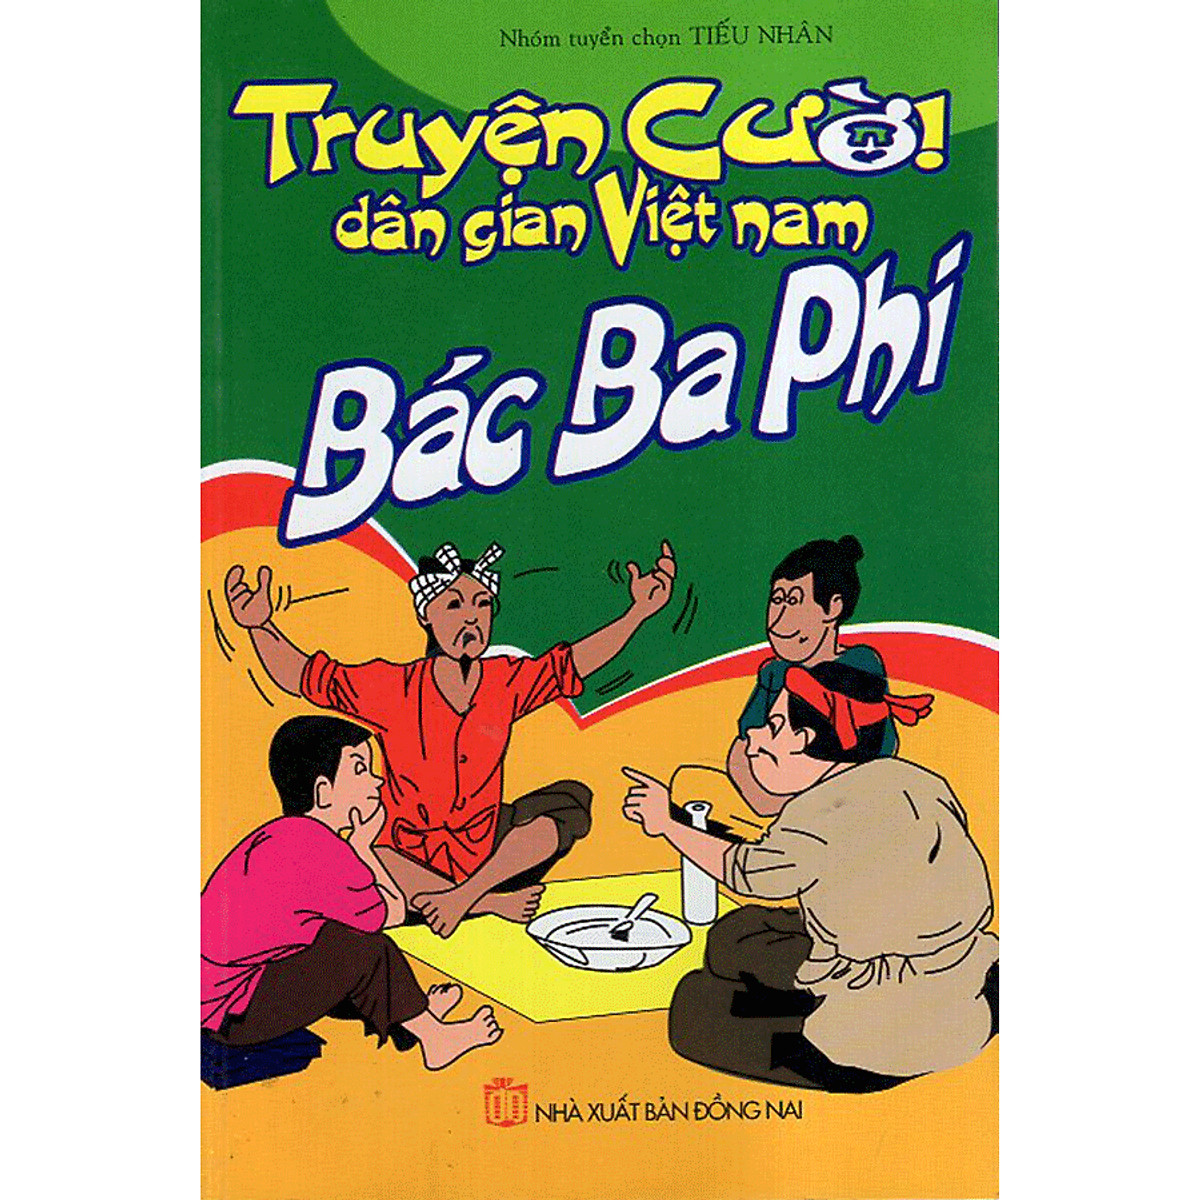 Nhóm tuyển chọn TIẾU NHÂN
Truyện Cười
dân gian Việt nam
Bác Ba Phi
NHÀ XUẤT BẢN ĐỒNG NAI